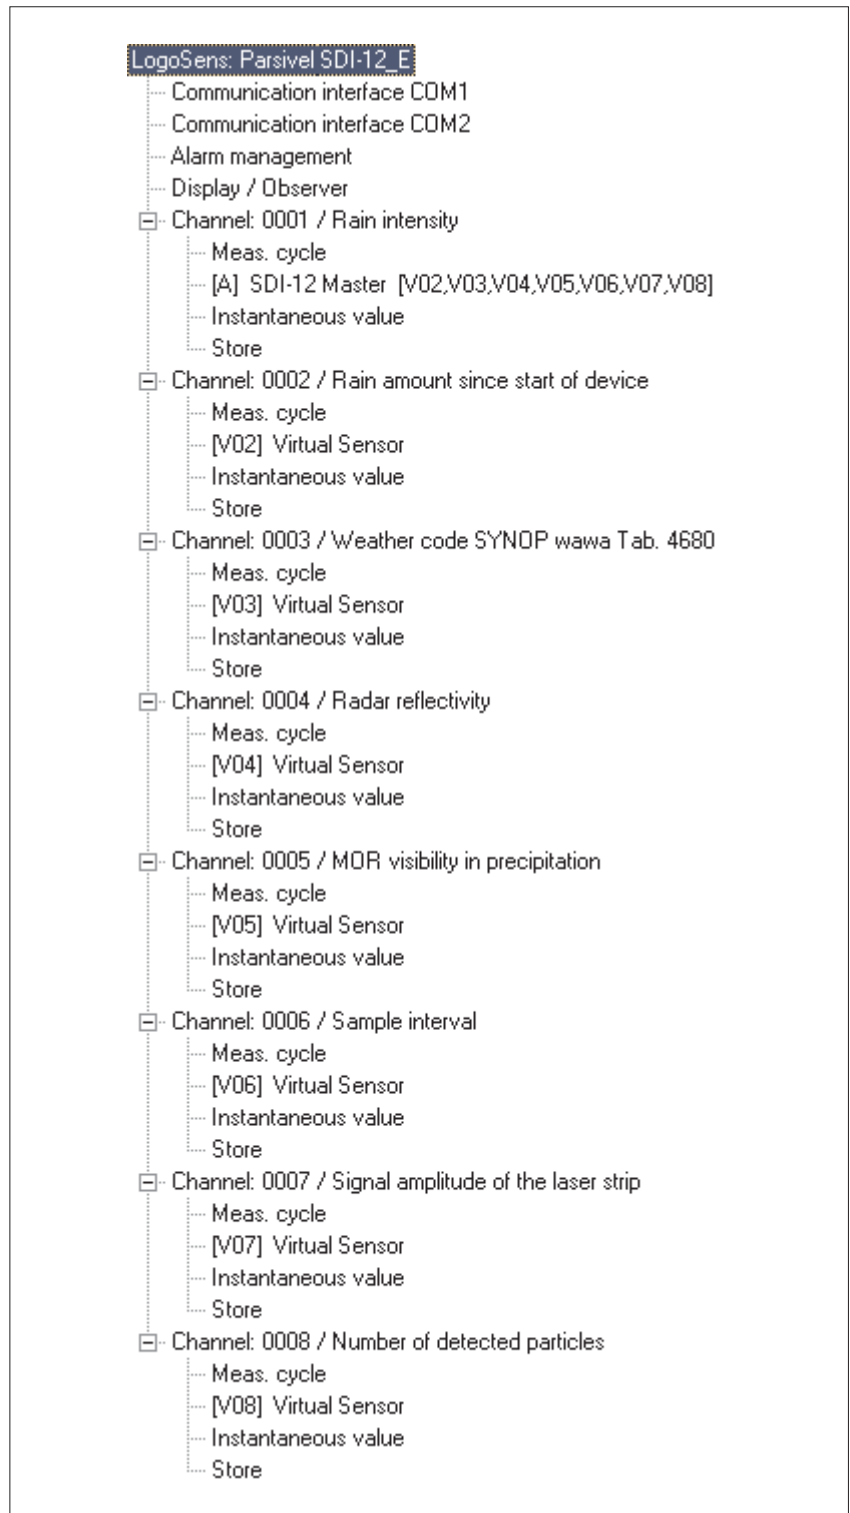 LogoSens: Parsivel SDI-12_E
Communication interface COM1
Communication interface COM2
Alarm management
Display / Observer
Channel: 0001 / Rain intensity
Meas. cycle
[A] SDI-12 Master [V02,V03,V04,V05,V06,V07,V08]
Instantaneous value
Store
Channel: 0002 / Rain amount since start of device
Meas. cycle
[V02] Virtual Sensor
Instantaneous value
Store
Channel: 0003 / Weather code SYNOP wawa Tab. 4680
Meas. cycle
[V03] Virtual Sensor
Instantaneous value
Store
Channel: 0004 / Radar reflectivity
Meas. cycle
[V04] Virtual Sensor
Instantaneous value
Store
Channel: 0005 / MOR visibility in precipitation
Meas. cycle
[V05] Virtual Sensor
Instantaneous value
Store
Channel: 0006 / Sample interval
Meas. cycle
[V06] Virtual Sensor
Instantaneous value
Store
Channel: 0007 / Signal amplitude of the laser strip
Meas. cycle
[V07] Virtual Sensor
Instantaneous value
Store
Channel: 0008 / Number of detected particles
Meas. cycle
[V08] Virtual Sensor
Instantaneous value
Store